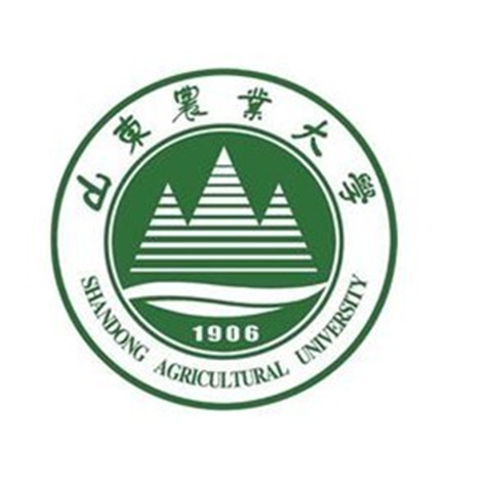 山東農業大學
1906
SHANDONG AGRICULTURAL UNIVERSITY